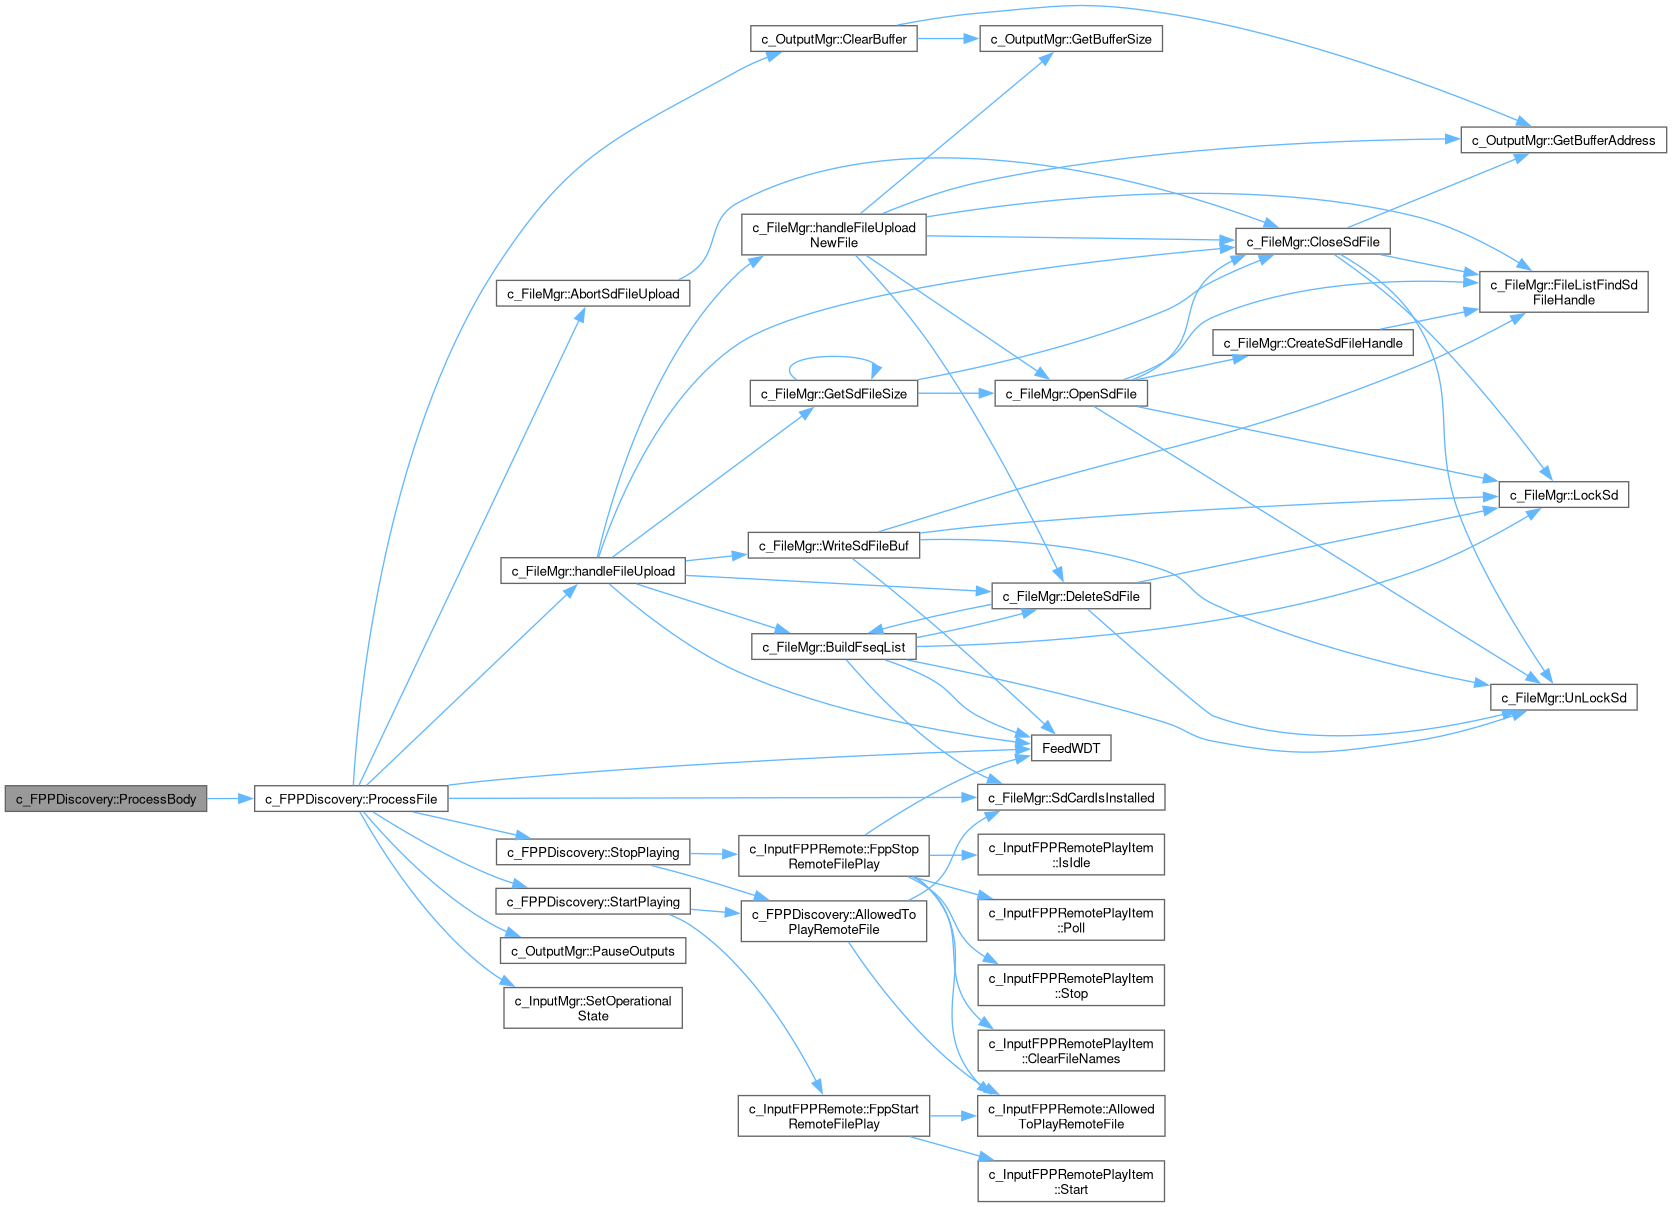 c_OutputMgr::ClearBuffer
c_OutputMgr::GetBufferSize
c_OutputMgr::GetBufferAddress
c_FileMgr::handleFileUpload
NewFile
c_FileMgr::CloseSdFile
c_FileMgr::AbortSdFileUpload
c_FileMgr::FileListFindSd
FileHandle
c_FileMgr::CreateSdFileHandle
c_FileMgr::GetSdFileSize
c_FileMgr::OpenSdFile
c_FileMgr::LockSd
c_FileMgr::WriteSdFileBuf
c_FileMgr::handleFileUpload
c_FileMgr::DeleteSdFile
c_FileMgr::BuildFseqList
c_FileMgr::UnLockSd
FeedWDT
c_FPPDiscovery::ProcessBody
c_FPPDiscovery::ProcessFile
c_FileMgr::SdCardIsInstalled
c_FPPDiscovery::StopPlaying
c_InputFPPRemote::FppStop
RemoteFilePlay
c_InputFPPRemotePlayItem
::IsIdle
c_FPPDiscovery::StartPlaying
c_FPPDiscovery::AllowedTo
PlayRemoteFile
c_InputFPPRemotePlayItem
::Poll
c_OutputMgr::PauseOutputs
c_InputFPPRemotePlayItem
::Stop
c_InputMgr::SetOperational
State
c_InputFPPRemotePlayItem
::ClearFileNames
c_InputFPPRemote::FppStart
RemoteFilePlay
c_InputFPPRemote::Allowed
ToPlayRemoteFile
c_InputFPPRemotePlayItem
::Start